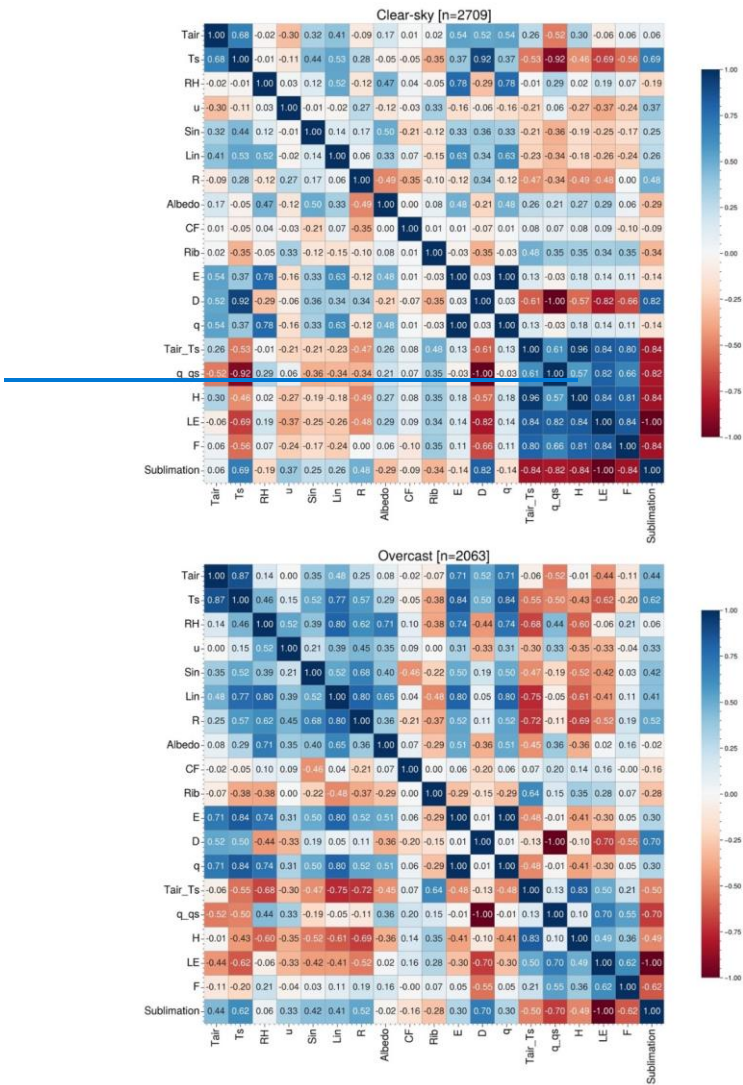 Clear-sky [n=2709]
Tair 1.00 0.68 -0.02 -0.30 0.32 0.41 -0.09 0.17 0.01 0.02 0.54 0.52 0.54 0.26 -0.52 0.30 -0.06 0.06 0.06
Ts 0.68 1.00 -0.01 -0.11 0.44 0.53 0.28 -0.05 -0.05 -0.35 0.37 0.92 0.37 -0.53 -0.92 -0.46 -0.69 -0.56 0.69
RH -0.02 -0.01 1.00 0.03 0.12 0.52 -0.12 0.47 0.04 -0.05 0.78 -0.29 0.78 -0.01 0.29 0.02 0.19 0.07 -0.19
u -0.30 -0.11 0.03 1.00 -0.01 -0.02 0.27 -0.12 -0.03 0.33 -0.16 -0.06 -0.16 -0.21 0.06 -0.27 -0.37 -0.24 0.37
Sin 0.32 0.44 0.12 -0.01 1.00 0.14 0.17 0.50 -0.21 -0.12 0.33 0.36 0.33 -0.21 -0.36 -0.19 -0.25 -0.17 0.25
Lin 0.41 0.53 0.52 -0.02 0.14 1.00 0.06 0.33 0.07 -0.15 0.63 0.34 0.63 -0.23 -0.34 -0.18 -0.26 -0.24 0.26
R -0.09 0.28 -0.12 0.27 0.17 0.06 1.00 -0.49 -0.35 -0.10 -0.12 0.34 -0.12 -0.47 -0.34 -0.49 -0.48 0.00 0.48
Albedo 0.17 -0.05 0.47 -0.12 0.50 0.33 -0.49 1.00 0.00 0.08 0.48 -0.21 0.48 0.26 0.21 0.27 0.29 0.06 -0.29
CF 0.01 -0.05 0.04 -0.03 -0.21 0.07 -0.35 0.00 1.00 0.01 0.01 -0.07 0.01 0.08 0.07 0.08 0.09 -0.10 -0.09
Rib 0.02 -0.35 -0.05 0.33 -0.12 -0.15 -0.10 0.08 0.01 1.00 -0.03 -0.35 -0.03 0.48 0.35 0.35 0.34 0.35 -0.34
E 0.54 0.37 0.78 -0.16 0.33 0.63 -0.12 0.48 0.01 -0.03 1.00 0.03 1.00 0.13 -0.03 0.18 0.14 0.11 -0.14
D 0.52 0.92 -0.29 -0.06 0.36 0.34 0.34 -0.21 -0.07 -0.35 0.03 1.00 0.03 -0.61 -1.00 -0.57 -0.82 -0.66 0.82
q 0.54 0.37 0.78 -0.16 0.33 0.63 -0.12 0.48 0.01 -0.03 1.00 0.03 1.00 0.13 -0.03 0.18 0.14 0.11 -0.14
Tair_Ts 0.26 -0.53 -0.01 -0.21 -0.21 -0.23 -0.47 0.26 0.08 0.48 0.13 -0.61 0.13 1.00 0.61 0.96 0.84 0.80 -0.84
q_qs -0.52 -0.92 0.29 0.06 -0.36 -0.34 -0.34 0.21 0.07 0.35 -0.03 -1.00 -0.03 0.61 1.00 0.57 0.82 0.66 -0.82
H 0.30 -0.46 0.02 -0.27 -0.19 -0.18 -0.49 0.27 0.08 0.35 0.18 -0.57 0.18 0.96 0.57 1.00 0.84 0.81 -0.84
LE -0.06 -0.69 0.19 -0.37 -0.25 -0.26 -0.48 0.29 0.09 0.34 0.14 -0.82 0.14 0.84 0.82 0.84 1.00 0.84 -1.00
F 0.06 -0.56 0.07 -0.24 -0.17 -0.24 0.00 0.06 -0.10 0.35 0.11 -0.66 0.11 0.80 0.66 0.81 0.84 1.00 -0.84
Sublimation 0.06 0.69 -0.19 0.37 0.25 0.26 0.48 -0.29 -0.09 -0.34 -0.14 0.82 -0.14 -0.84 -0.82 -0.84 -1.00 -0.84 1.00
Tair Ts RH u Sin Lin R Albedo CF Rib E D q Tair_Ts q_qs H LE F Sublimation
1.00
0.75
0.50
0.25
0.00
-0.25
-0.50
-0.75
-1.00
Overcast [n=2063]
Tair 1.00 0.87 0.14 0.00 0.35 0.48 0.25 0.08 -0.02 -0.07 0.71 0.52 0.71 -0.06 -0.52 -0.01 -0.44 -0.11 0.44
Ts 0.87 1.00 0.46 0.15 0.52 0.77 0.57 0.29 -0.05 -0.38 0.84 0.50 0.84 -0.55 -0.50 -0.43 -0.62 -0.20 0.62
RH 0.14 0.46 1.00 0.52 0.39 0.80 0.62 0.71 0.10 -0.38 0.74 -0.44 0.74 -0.68 0.44 -0.60 -0.06 0.21 0.06
u -0.00 0.15 0.52 1.00 0.21 0.39 0.45 0.35 0.09 0.00 0.31 -0.33 0.31 -0.30 0.33 -0.35 -0.33 -0.04 0.33
Sin 0.35 0.52 0.39 0.21 1.00 0.52 0.68 0.40 -0.46 -0.22 0.50 0.19 0.50 -0.47 -0.19 -0.52 -0.42 0.03 0.42
Lin 0.48 0.77 0.80 0.39 0.52 1.00 0.80 0.65 0.04 -0.48 0.80 0.05 0.80 -0.75 -0.05 -0.61 -0.41 0.11 0.41
R 0.25 0.57 0.62 0.45 0.68 0.80 1.00 0.36 -0.21 -0.37 0.52 0.11 0.52 -0.72 -0.11 -0.69 -0.52 0.19 0.52
Albedo 0.08 0.29 0.71 0.35 0.40 0.65 0.36 1.00 0.07 -0.29 0.51 -0.36 0.51 -0.45 0.36 -0.36 0.02 0.16 -0.02
CF -0.02 -0.05 0.10 0.09 -0.46 0.04 -0.21 0.07 1.00 0.00 0.06 -0.20 0.06 0.07 0.20 0.14 0.16 -0.00 -0.16
Rib -0.07 -0.38 -0.38 0.00 -0.22 -0.48 -0.37 -0.29 0.00 1.00 -0.29 -0.15 -0.29 0.64 0.15 0.35 0.28 0.07 -0.28
E 0.71 0.84 0.74 0.31 0.50 0.80 0.52 0.51 0.06 -0.29 1.00 0.01 1.00 -0.48 -0.01 -0.41 -0.30 0.05 0.30
D 0.52 0.50 -0.44 -0.33 0.19 0.05 0.11 -0.36 -0.20 -0.15 0.01 1.00 0.01 -0.13 -1.00 -0.10 -0.70 -0.55 0.70
q 0.71 0.84 0.74 0.31 0.50 0.80 0.52 0.51 0.06 -0.29 1.00 0.01 1.00 -0.48 -0.01 -0.41 -0.30 0.05 0.30
Tair_Ts -0.06 -0.55 -0.68 -0.30 -0.47 -0.75 -0.72 -0.45 0.07 0.64 -0.48 -0.13 -0.48 1.00 0.13 0.83 0.50 0.21 -0.50
q_qs -0.52 -0.50 0.44 0.33 -0.19 -0.05 -0.11 0.36 0.20 0.15 -0.01 -1.00 -0.01 0.13 1.00 0.10 0.70 0.55 -0.70
H -0.01 -0.43 -0.60 -0.35 -0.52 -0.61 -0.69 -0.36 0.14 0.35 -0.41 -0.10 -0.41 0.83 0.10 1.00 0.49 0.36 -0.49
LE -0.44 -0.62 -0.06 -0.33 -0.42 -0.41 -0.52 0.02 0.16 0.28 -0.30 -0.70 -0.30 0.50 0.70 0.49 1.00 0.62 -1.00
F -0.11 -0.20 0.21 -0.04 0.03 0.11 0.19 0.16 -0.00 0.07 0.05 -0.55 0.05 0.21 0.55 0.36 0.62 1.00 -0.62
Sublimation 0.44 0.62 0.06 0.33 0.42 0.41 0.52 -0.02 -0.16 -0.28 0.30 0.70 0.30 -0.50 -0.70 -0.49 -1.00 -0.62 1.00
Tair Ts RH u Sin Lin R Albedo CF Rib E D q Tair_Ts q_qs H LE F Sublimation
1.00
0.75
0.50
0.25
0.00
-0.25
-0.50
-0.75
-1.00